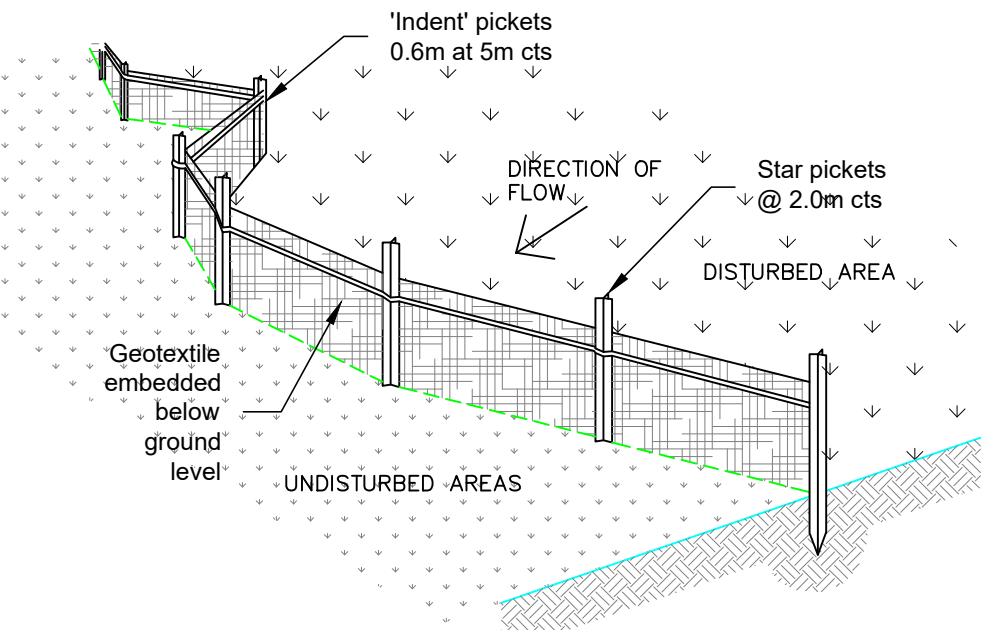 'Indent' pickets
0.6m at 5m cts
DIRECTION OF
FLOW
Star pickets
@ 2.0m cts
DISTURBED AREA
Geotextile
embedded
below
ground
level
UNDISTURBED AREAS